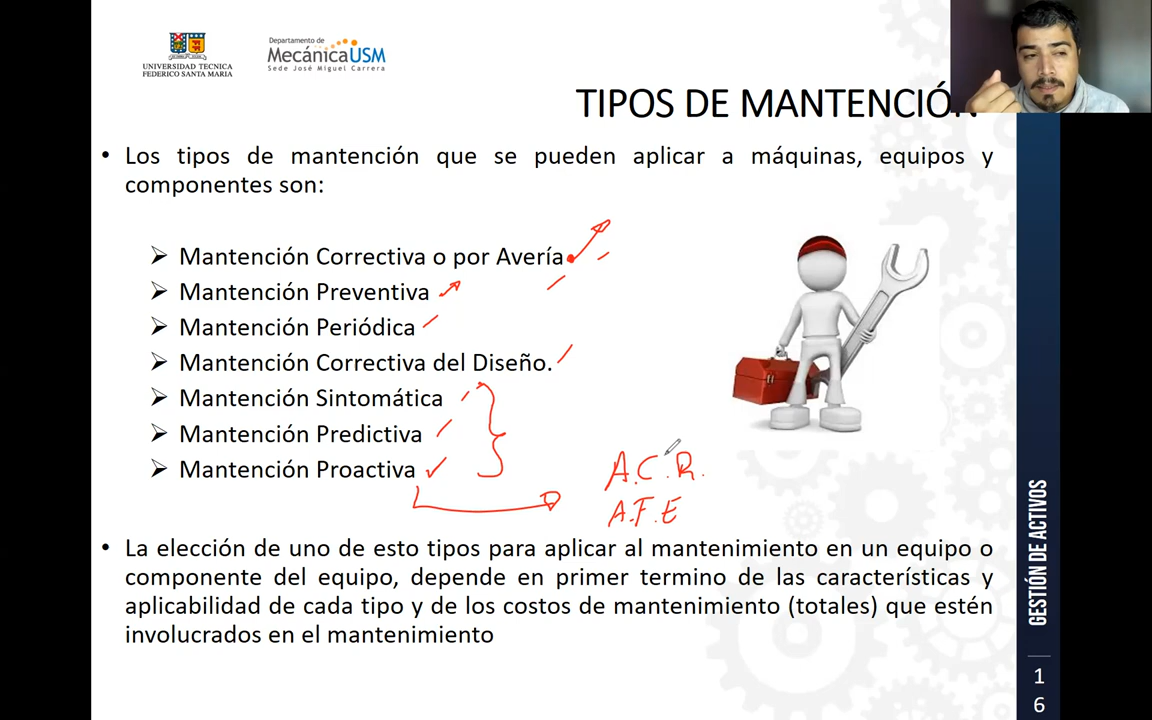 UNIVERSIDAD TECNICA
FEDERICO SANTA MARIA
Departamento de
MecánicaUSM
Sede José Miguel Carrera
TIPOS DE MANTENCIÓN
• Los tipos de mantención que se pueden aplicar a máquinas, equipos y
componentes son:
➢ Mantención Correctiva o por Avería
➢ Mantención Preventiva
➢ Mantención Periódica
➢ Mantención Correctiva del Diseño.
➢ Mantención Sintomática
➢ Mantención Predictiva
➢ Mantención Proactiva
A.C.R.
A.F.E
• La elección de uno de esto tipos para aplicar al mantenimiento en un equipo o
componente del equipo, depende en primer termino de las características y
aplicabilidad de cada tipo y de los costos de mantenimiento (totales) que estén
involucrados en el mantenimiento
GESTIÓN DE ACTIVOS
1
6